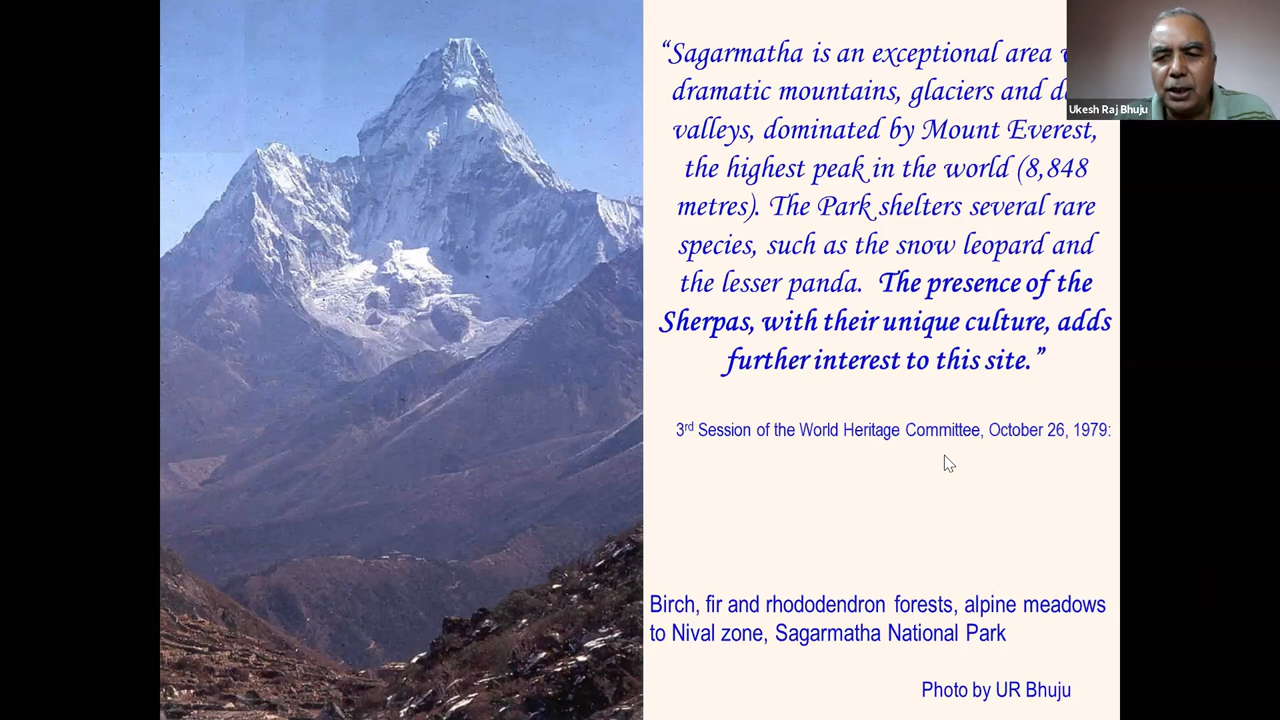 “Sagarmatha is an exceptional area
dramatic mountains, glaciers and
valleys, dominated by Mount Everest,
the highest peak in the world (8,848
metres). The Park shelters several rare
species, such as the snow leopard and
the lesser panda. The presence of the
Sherpas, with their unique culture, adds
further interest to this site.”
3rd Session of the World Heritage Committee, October 26, 1979:
Birch, fir and rhododendron forests, alpine meadows
to Nival zone, Sagarmatha National Park
Photo by UR Bhuju
Ukesh Raj Bhuju